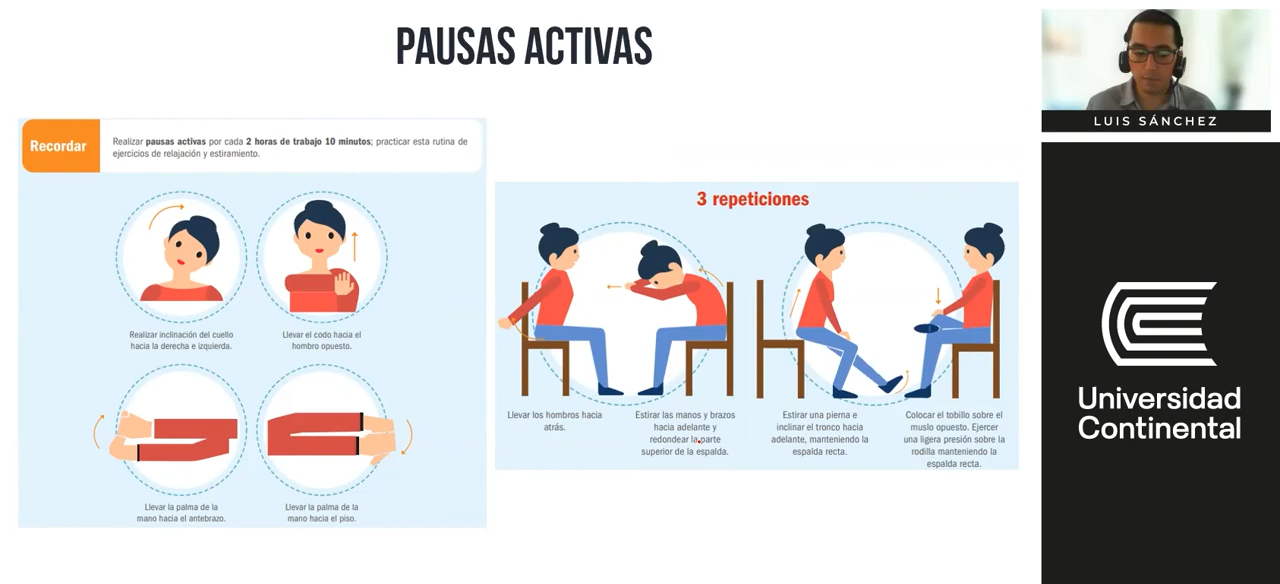 PAUSAS ACTIVAS
Recordar
Realizar pausas activas por cada 2 horas de trabajo 10 minutos; practicar esta rutina de
ejercicios de relajación y estiramiento.
Realizar inclinación del cuello
hacia la derecha e izquierda.
Llevar el codo hacia el
hombro opuesto.
Llevar la palma de la
mano hacia el antebrazo.
Llevar la palma de la
mano hacia el piso.
3 repeticiones
Llevar los hombros hacia
atrás.
Estirar las manos y brazos
hacia adelante y
redondear la parte
superior de la espalda.
Estirar una pierna e
inclinar el tronco hacia
adelante, manteniendo la
espalda recta.
Colocar el tobillo sobre el
muslo opuesto. Ejercer
una ligera presión sobre la
rodilla manteniendo la
espalda recta.
LUIS SÁNCHEZ
Universidad
Continental